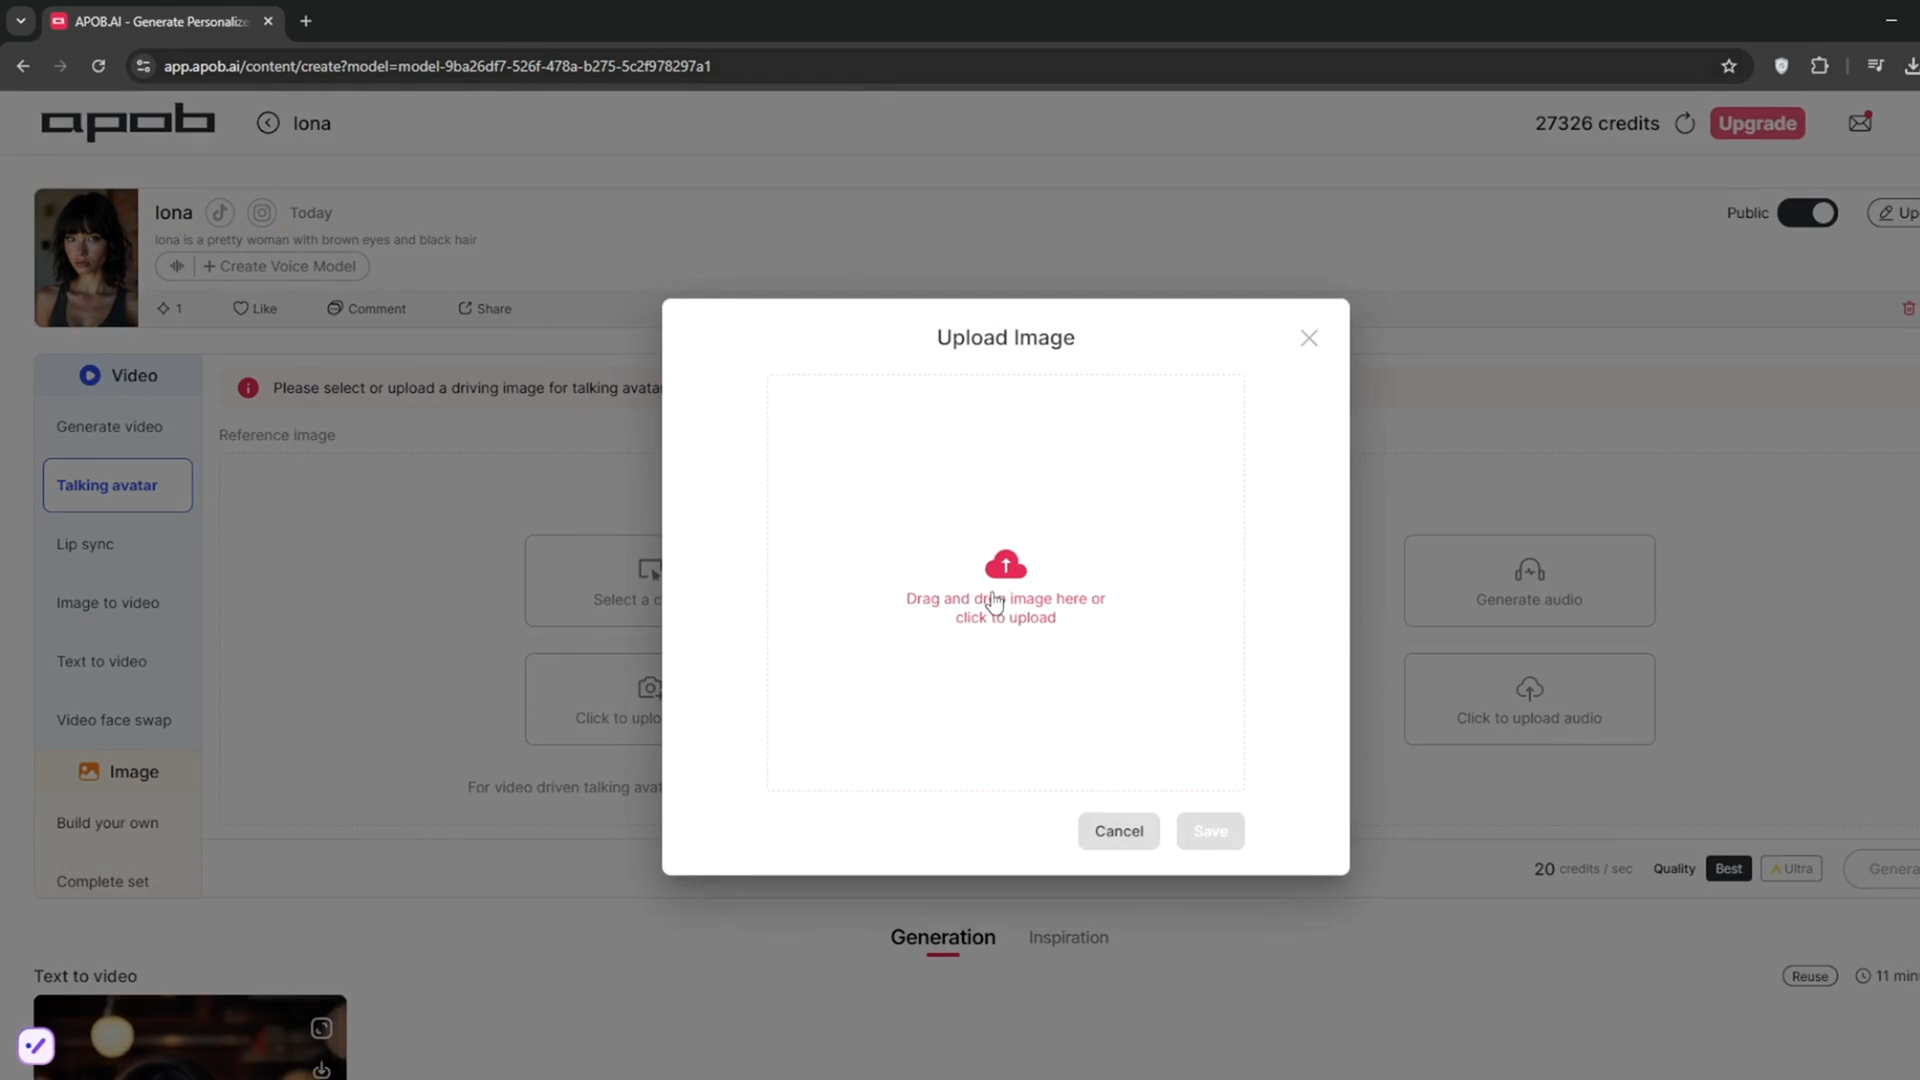 APOB.AI - Generate Personalize
app.apob.ai/content/create?model=model-9ba26df7-526f-478a-b275-5c2f978297a1
apob
Iona
27326 credits
Upgrade
Iona
Today
Public
Up
Iona is a pretty woman with brown eyes and black hair
+ Create Voice Model
1
Like
Comment
Share
Upload Image
Video
Please select or upload a driving image for talking avatar
Generate video
Reference image
Talking avatar
Lip sync
Image to video
Select a c
Generate audio
Drag and drop image here or
click to upload
Text to video
Video face swap
Click to uplo
Click to upload audio
Image
For video driven talking avat
Build your own
Cancel
Save
Complete set
20 credits / sec
Quality
Best
Ultra
Genera
Generation
Inspiration
Text to video
Reuse
11 min